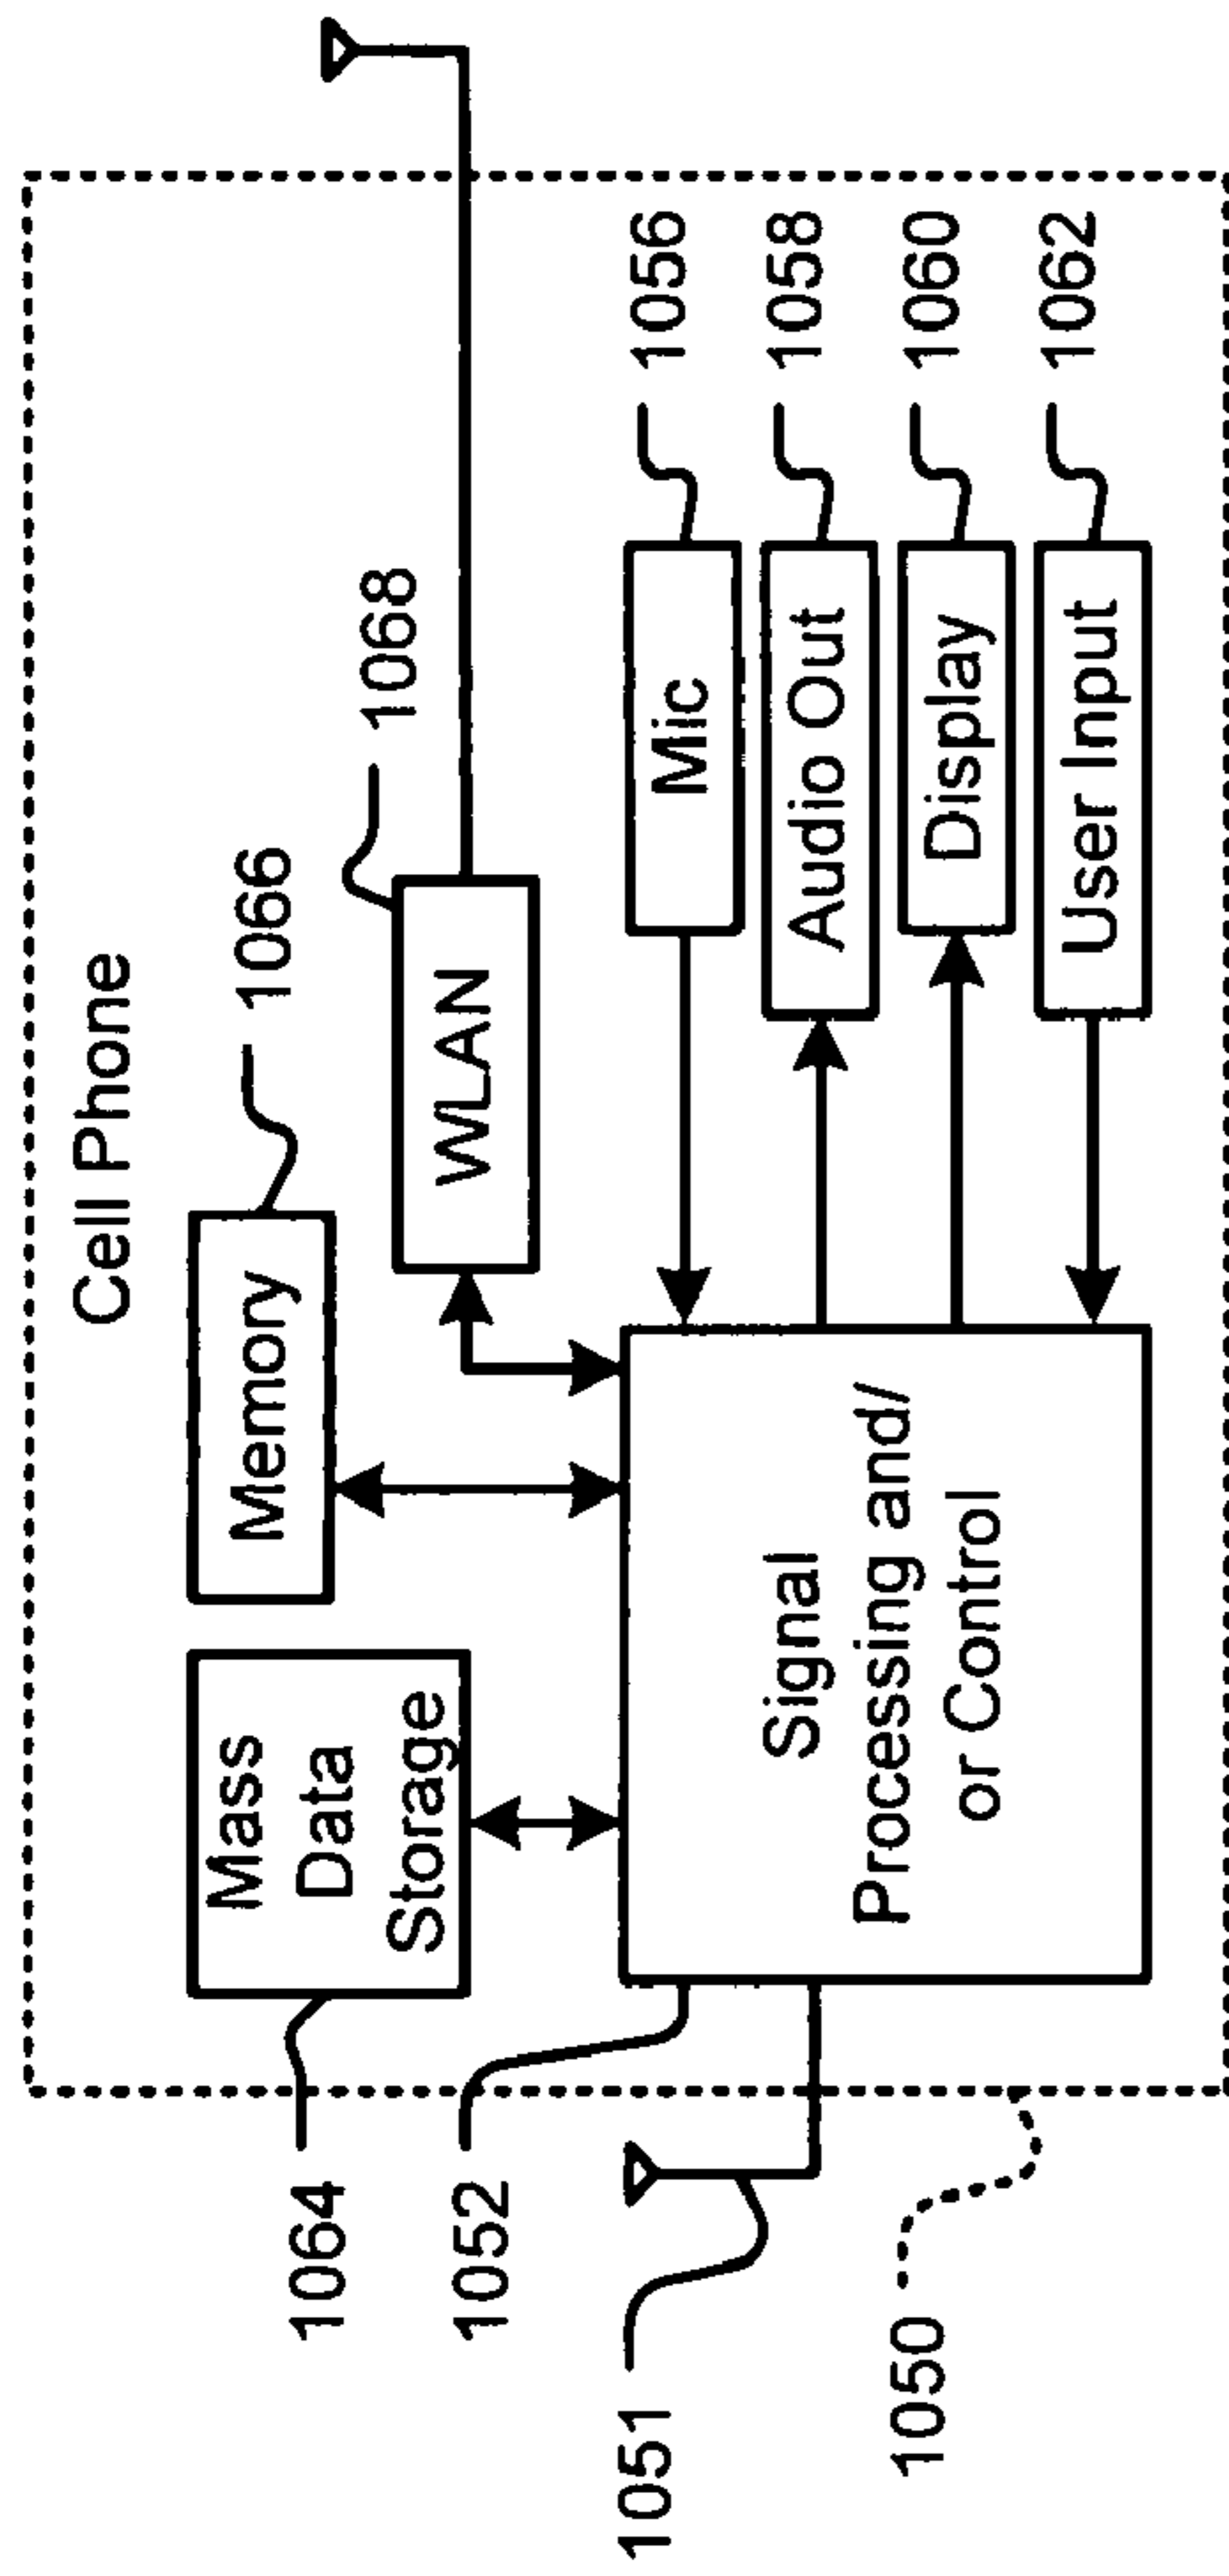 Cell Phone
1064
Mass
Data
Storage
Memory
1066
WLAN
1068
1052
1051
Signal
Processing and/
or Control
Mic
1056
Audio Out
1058
Display
1060
User Input
1062
1050